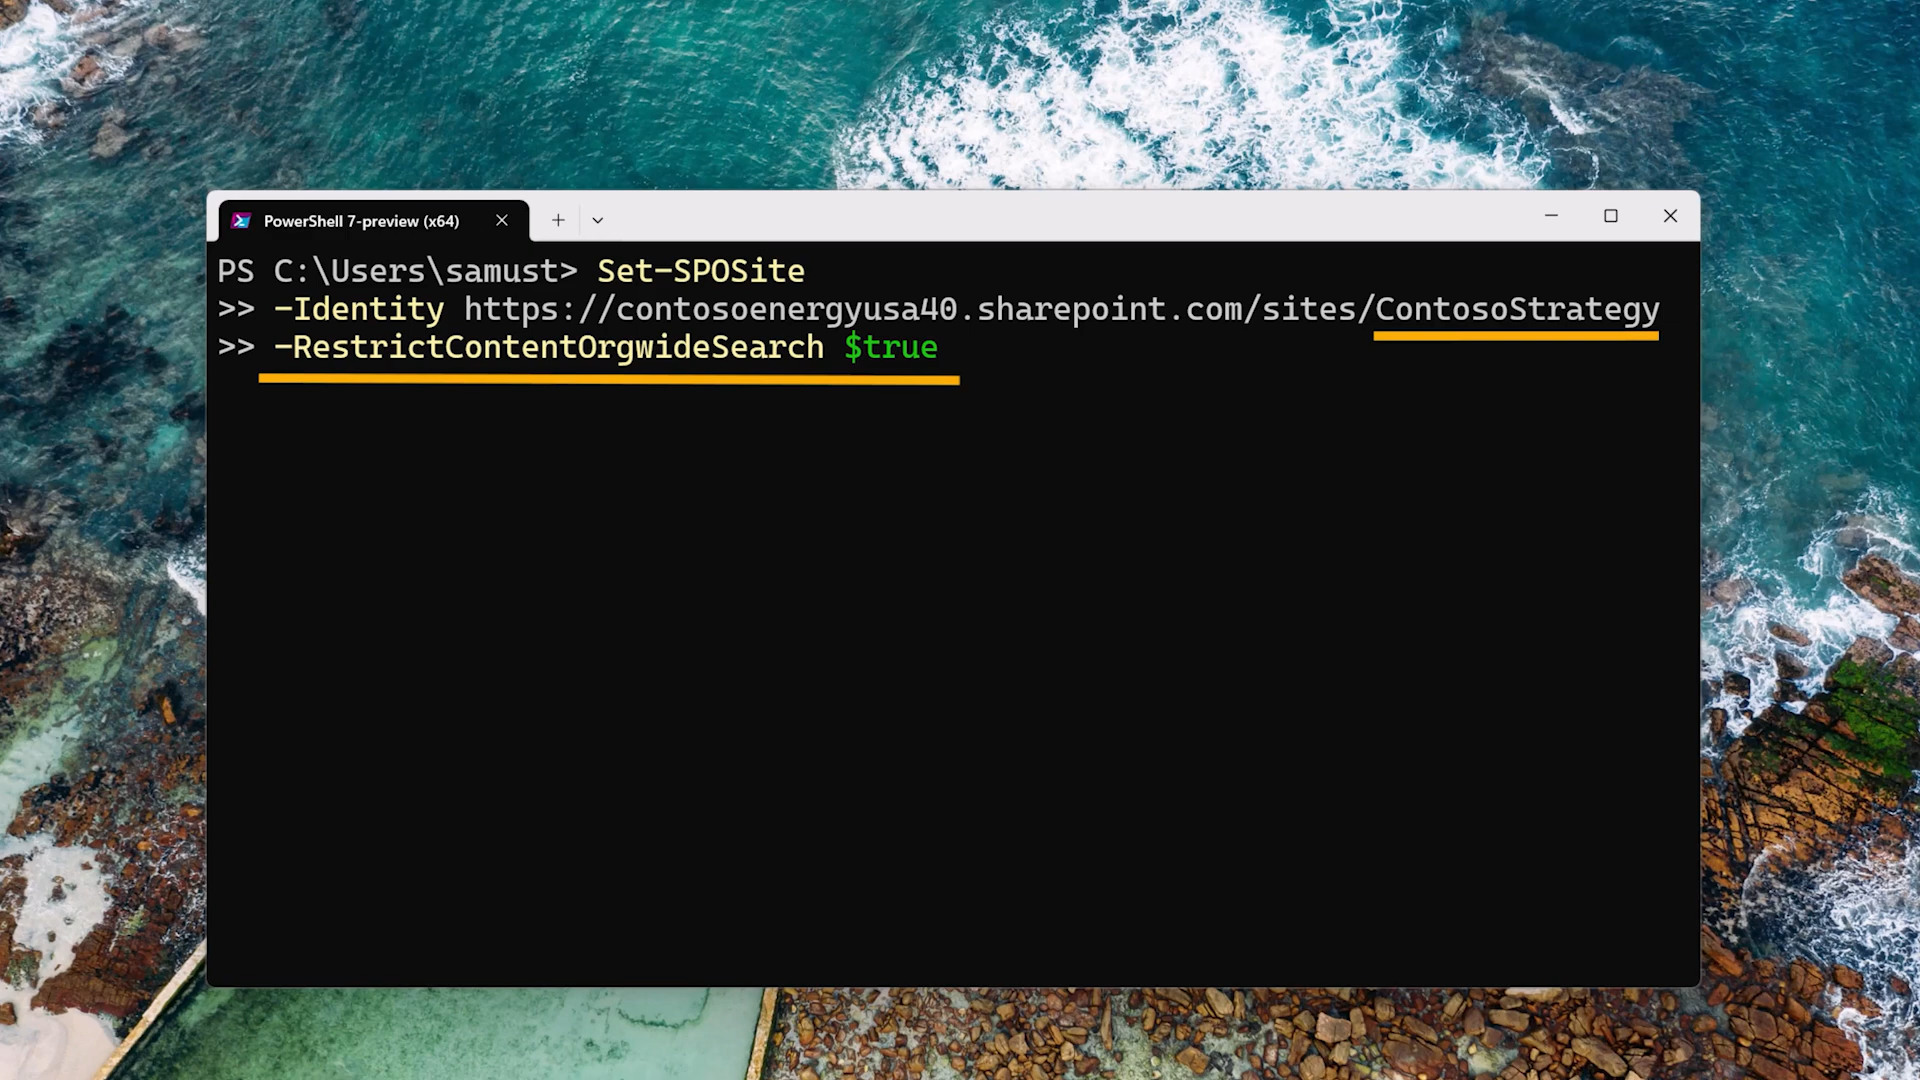 PowerShell 7-preview (x64)
PS C:\Users\samust> Set-SPOSite
>> -Identity https://contosoenergyusa40.sharepoint.com/sites/ContosoStrategy
>> -RestrictContentOrgwideSearch $true